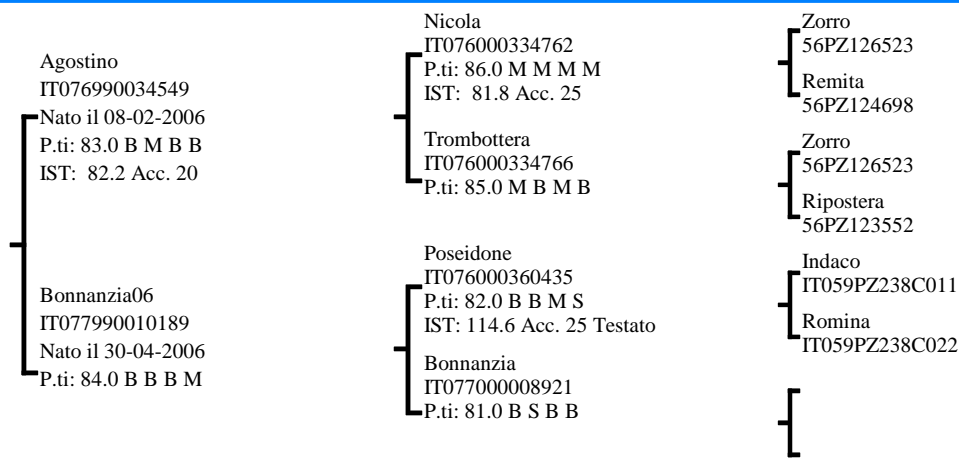 Agostino
IT076990034549
Nato il 08-02-2006
P.ti: 83.0 B M B B
IST:  82.2 Acc. 20
Bonnanzia06
IT077990010189
Nato il 30-04-2006
P.ti: 84.0 B B B M
Nicola
IT076000334762
P.ti: 86.0 M M M M
IST:  81.8 Acc. 25
Trombottera
IT076000334766
P.ti: 85.0 M B M B
Poseidone
IT076000360435
P.ti: 82.0 B B M S
IST: 114.6 Acc. 25 Testato
Bonnanzia
IT077000008921
P.ti: 81.0 B S B B
Zorro
56PZ126523
Remita
56PZ124698
Zorro
56PZ126523
Ripostera
56PZ123552
Indaco
IT059PZ238C011
Romina
IT059PZ238C022